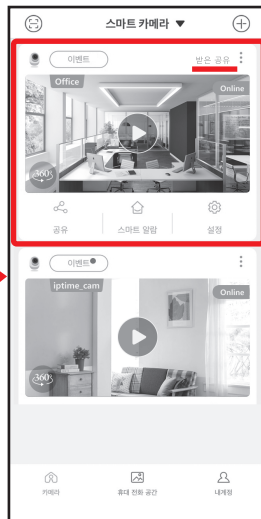 스마트 카메라 ▼
이벤트
받은 공유
Office
Online
360°
공유
스마트 알람
설정
이벤트
iptime_cam
Online
360°
카메라
휴대 전화 공간
내계정